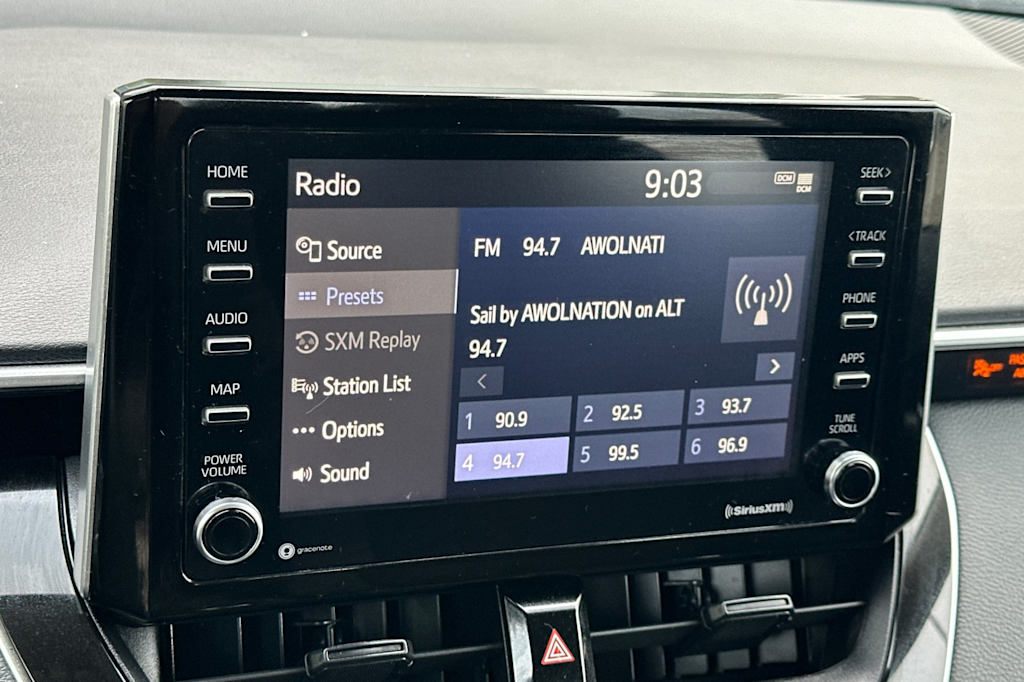 HOME
MENU
AUDIO
MAP
POWER
VOLUME
Radio 9:03 DCM DCM
Source
Presets
SXM Replay
Station List
Options
Sound
FM 94.7 AWOLNATI
Sail by AWOLNATION on ALT
94.7
< >
1 90.9 2 92.5 3 93.7
4 94.7 5 99.5 6 96.9
SEEK>
<TRACK
PHONE
APPS
TUNE
SCROLL
gracenote
SiriusXM